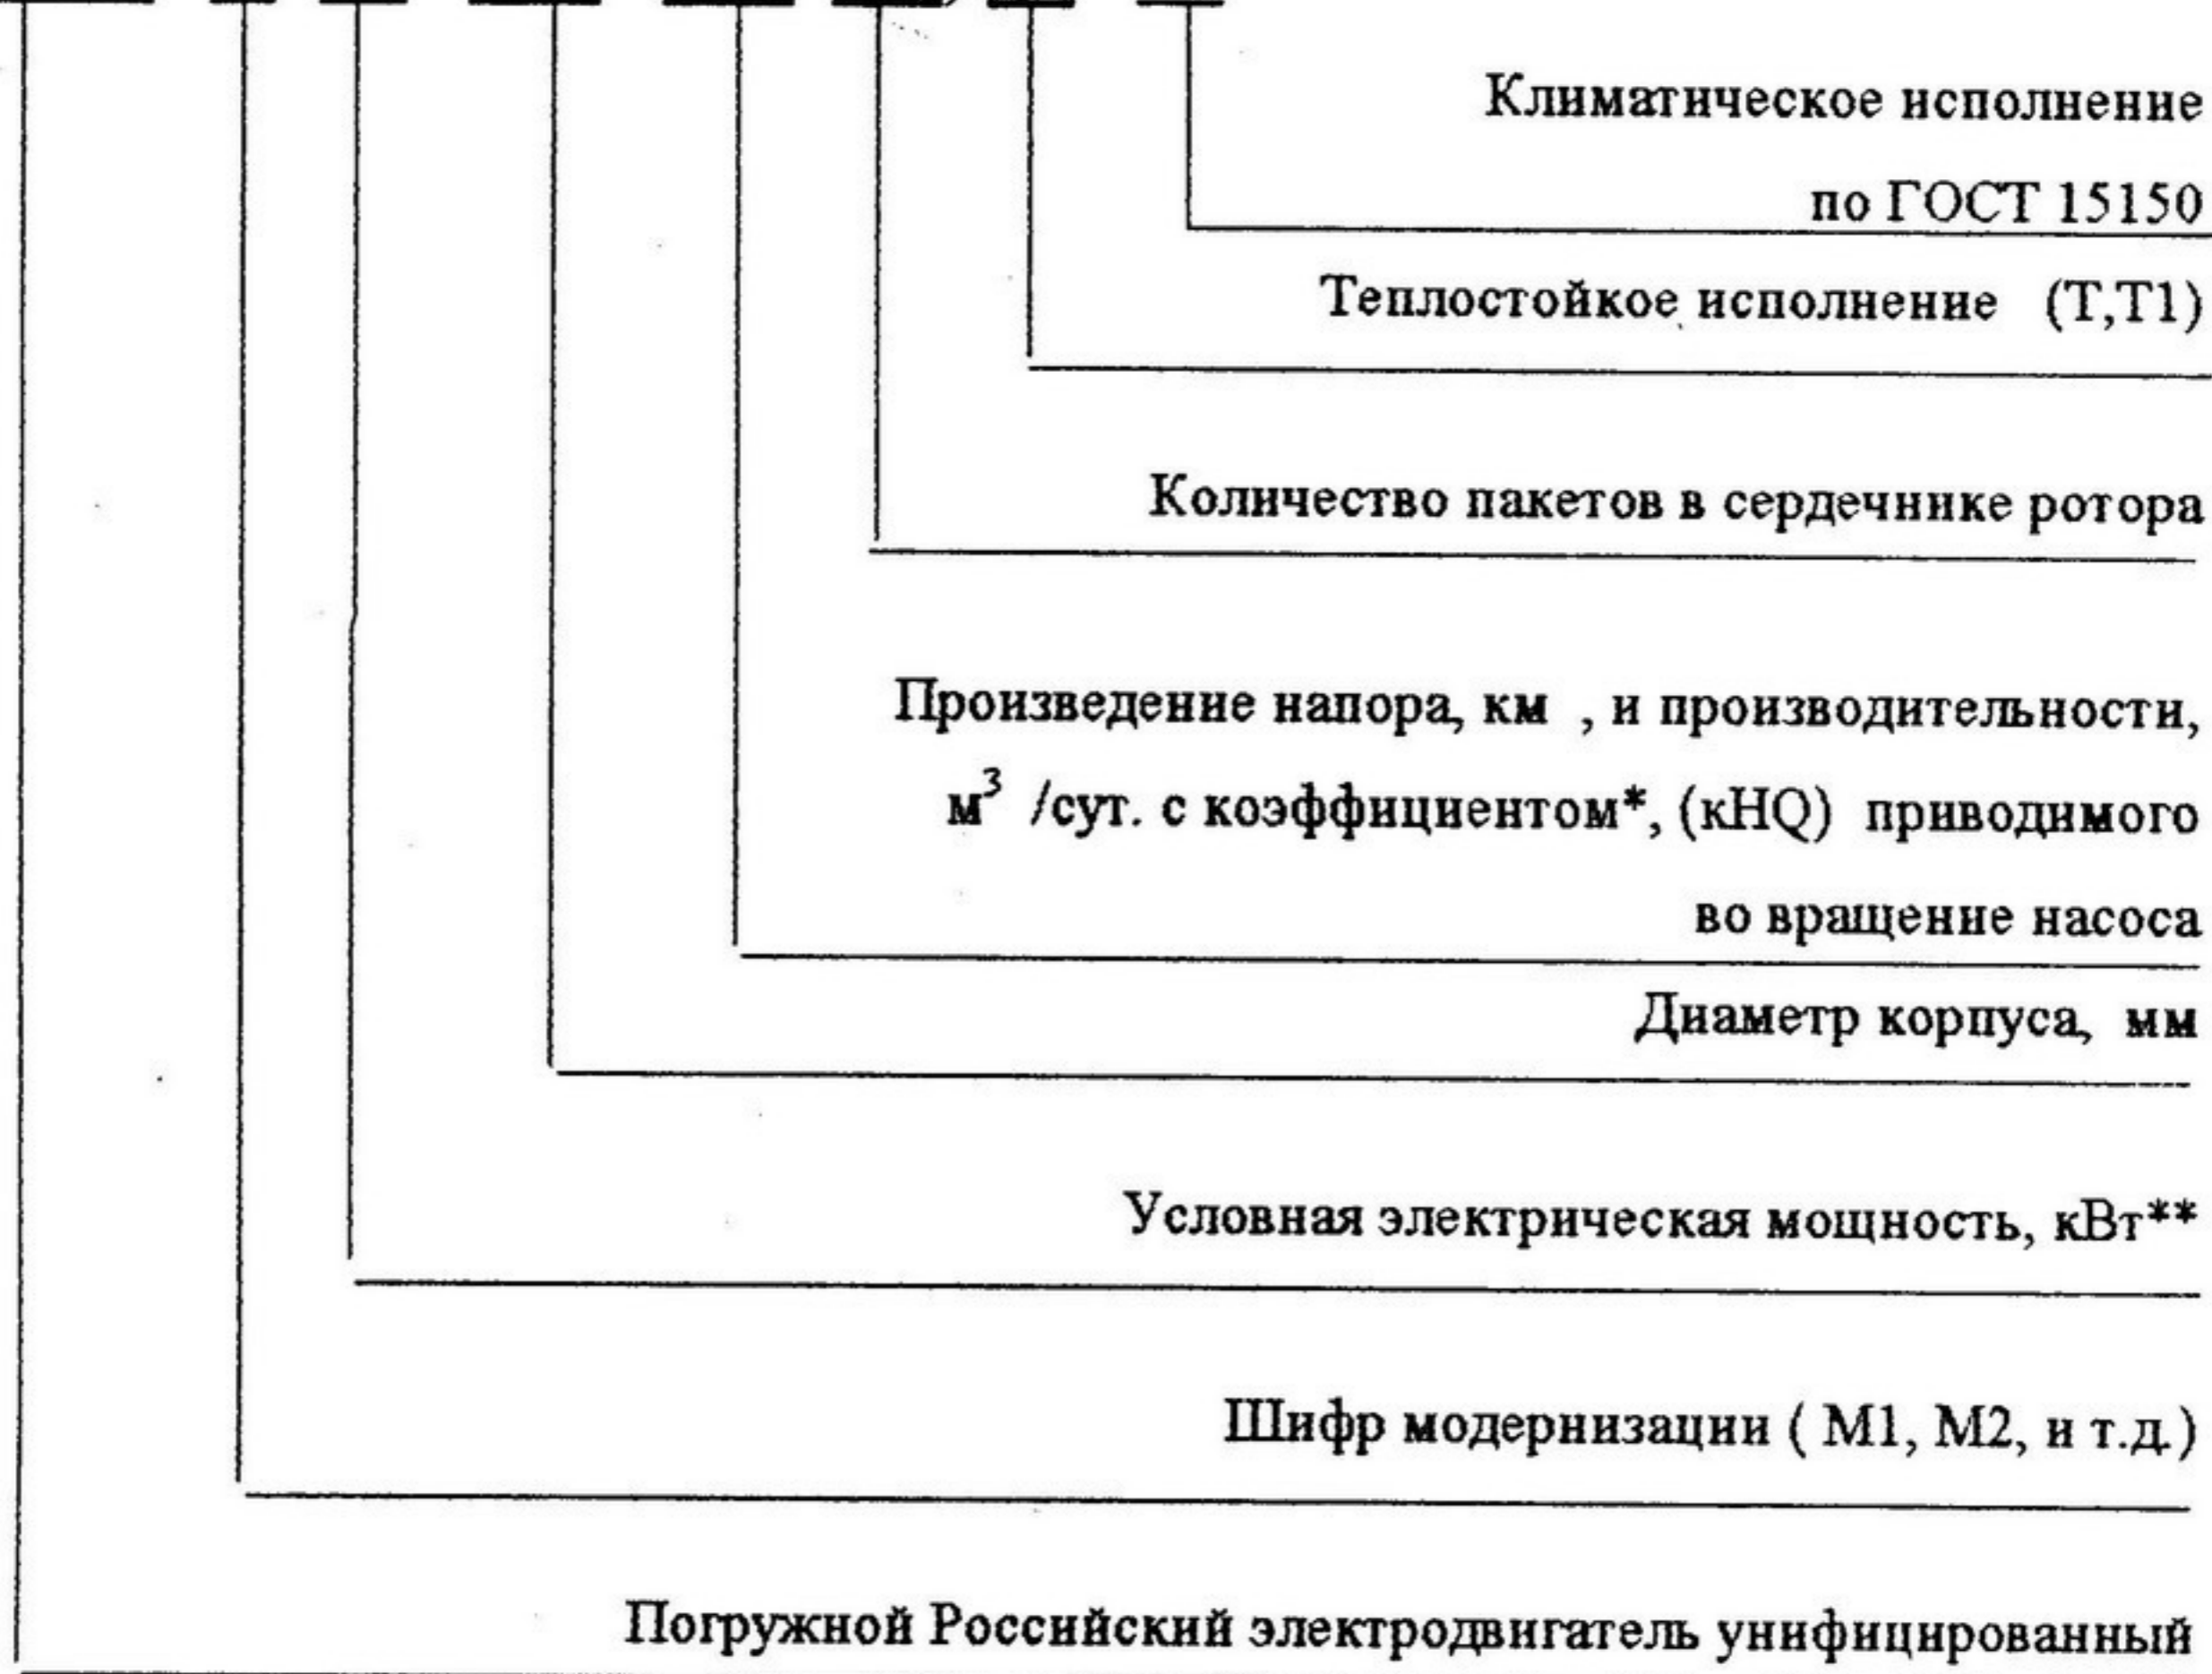 Климатическое исполнение
по ГОСТ 15150
Теплостойкое исполнение (Т,Т1)
Количество пакетов в сердечнике ротора
Произведение напора, км , и производительности,
м³ /сут. с коэффициентом*, (кHQ) приводимого
во вращение насоса
Диаметр корпуса, мм
Условная электрическая мощность, кВт**
Шифр модернизации ( М1, М2, и т.д.)
Погружной Российский электродвигатель унифицированный